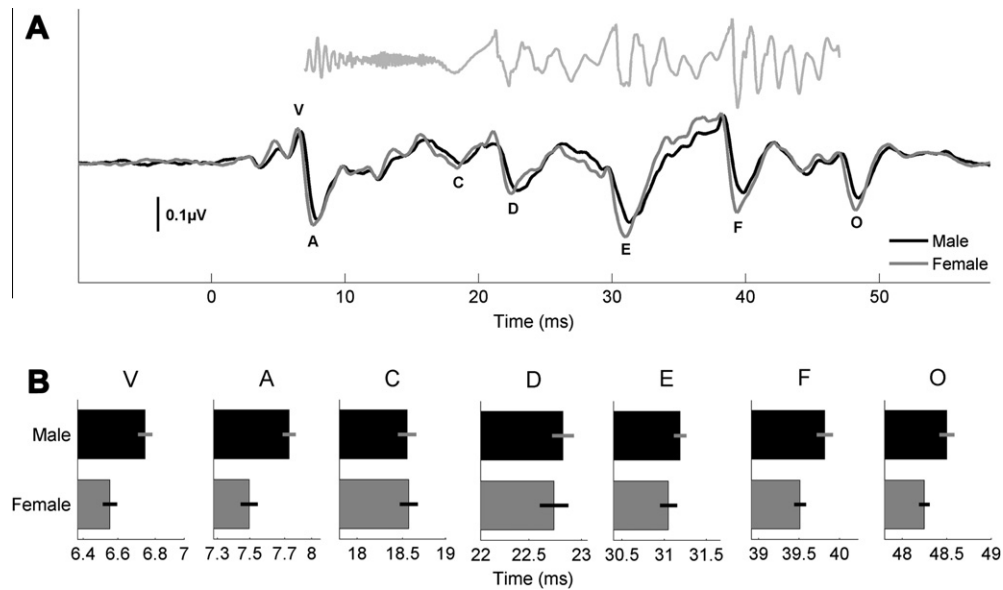 A
V
C
D
A
E
F
O
0.1µV
Male
Female
0 10 20 30 40 50
Time (ms)
B
V A C D E F O
Male
Female
6.4 6.6 6.8 7 7.3 7.5 7.7 8 18 18.5 19 22 22.5 23 30.5 31 31.5 39 39.5 40 48 48.5 49
Time (ms)